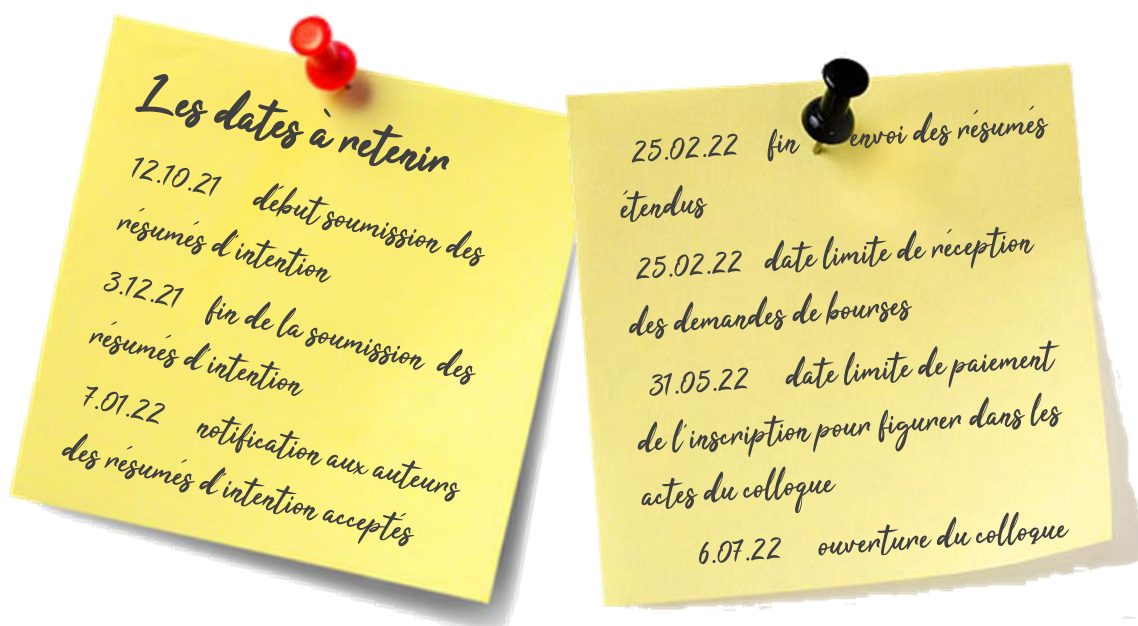 Les dates à retenir
12.10.21 début soumission des
résumés d'intention
3.12.21 fin de la soumission des
résumés d'intention
7.01.22 notification aux auteurs
des résumés d'intention acceptés
25.02.22 fin envoi des résumés
étendus
25.02.22 date limite de réception
des demandes de bourses
31.05.22 date limite de paiement
de l'inscription pour figurer dans les
actes du colloque
6.07.22 ouverture du colloque